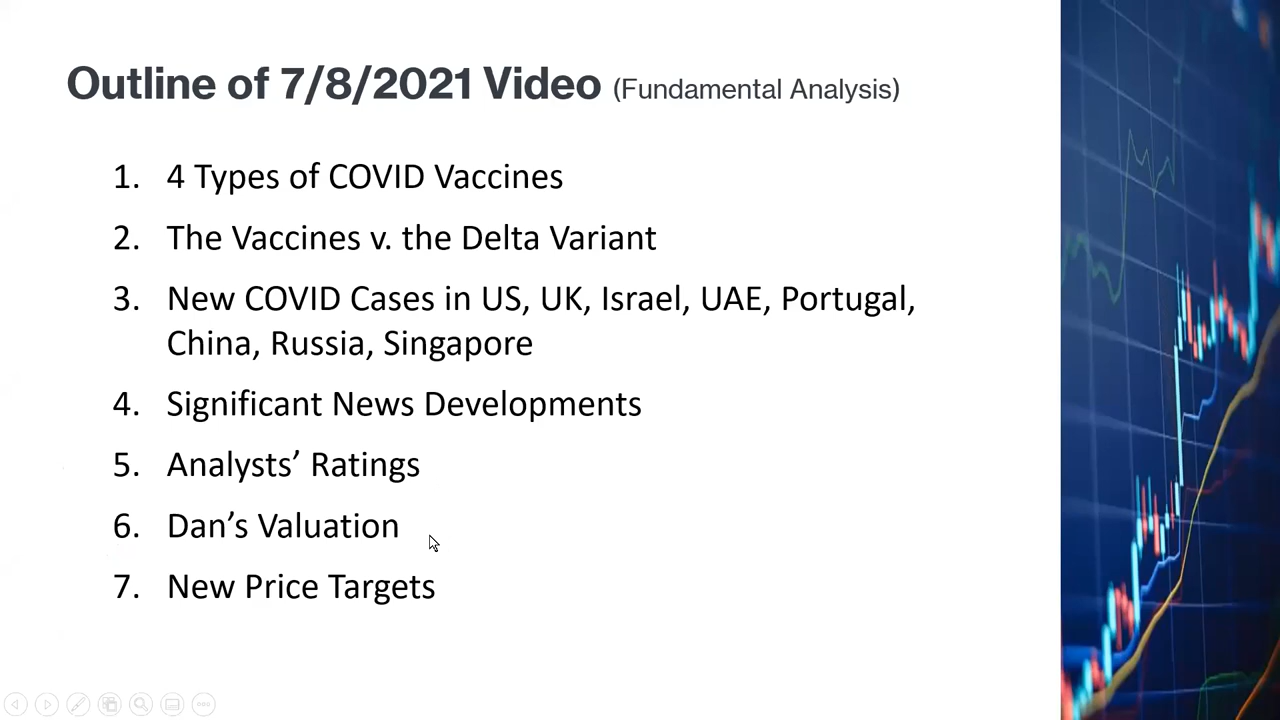 Outline of 7/8/2021 Video (Fundamental Analysis)
1. 4 Types of COVID Vaccines
2. The Vaccines v. the Delta Variant
3. New COVID Cases in US, UK, Israel, UAE, Portugal,
China, Russia, Singapore
4. Significant News Developments
5. Analysts’ Ratings
6. Dan’s Valuation
7. New Price Targets